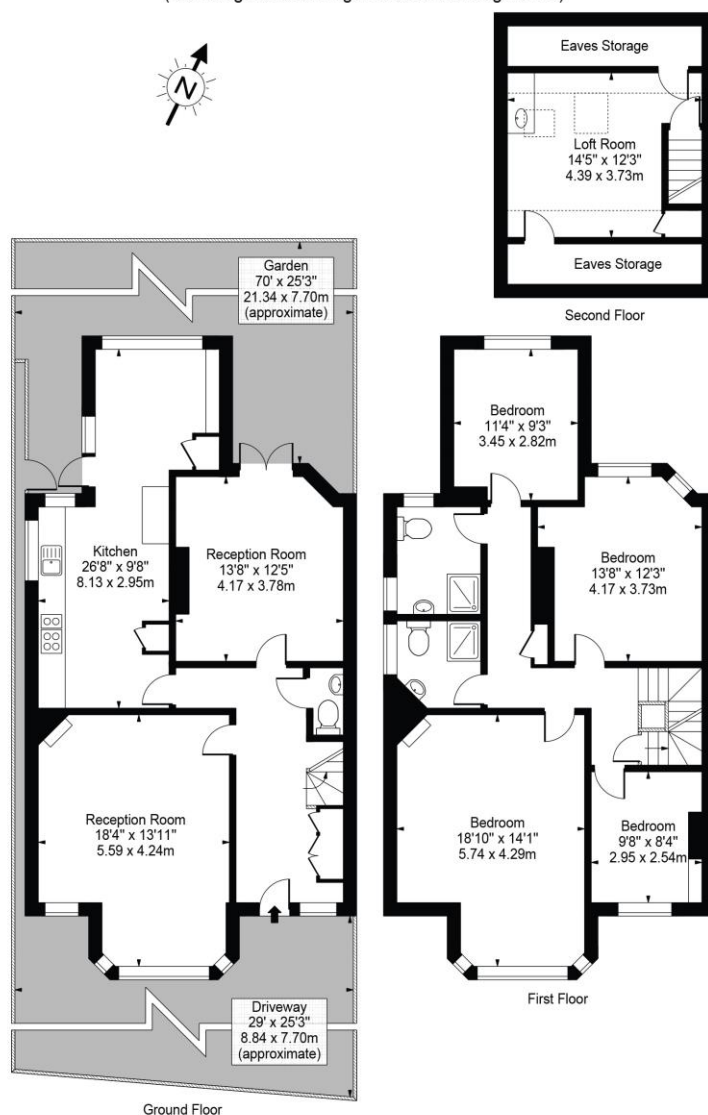 Eaves Storage
N
Loft Room
14'5" x 12'3"
4.39 x 3.73m
Eaves Storage
Second Floor
Garden
70' x 25'3"
21.34 x 7.70m
(approximate)
Bedroom
11'4" x 9'3"
3.45 x 2.82m
Kitchen
26'8" x 9'8"
8.13 x 2.95m
Reception Room
13'8" x 12'5"
4.17 x 3.78m
Bedroom
13'8" x 12'3"
4.17 x 3.73m
Reception Room
18'4" x 13'11"
5.59 x 4.24m
Bedroom
18'10" x 14'1"
5.74 x 4.29m
Bedroom
9'8" x 8'4"
2.95 x 2.54m
First Floor
Driveway
29' x 25'3"
8.84 x 7.70m
(approximate)
Ground Floor